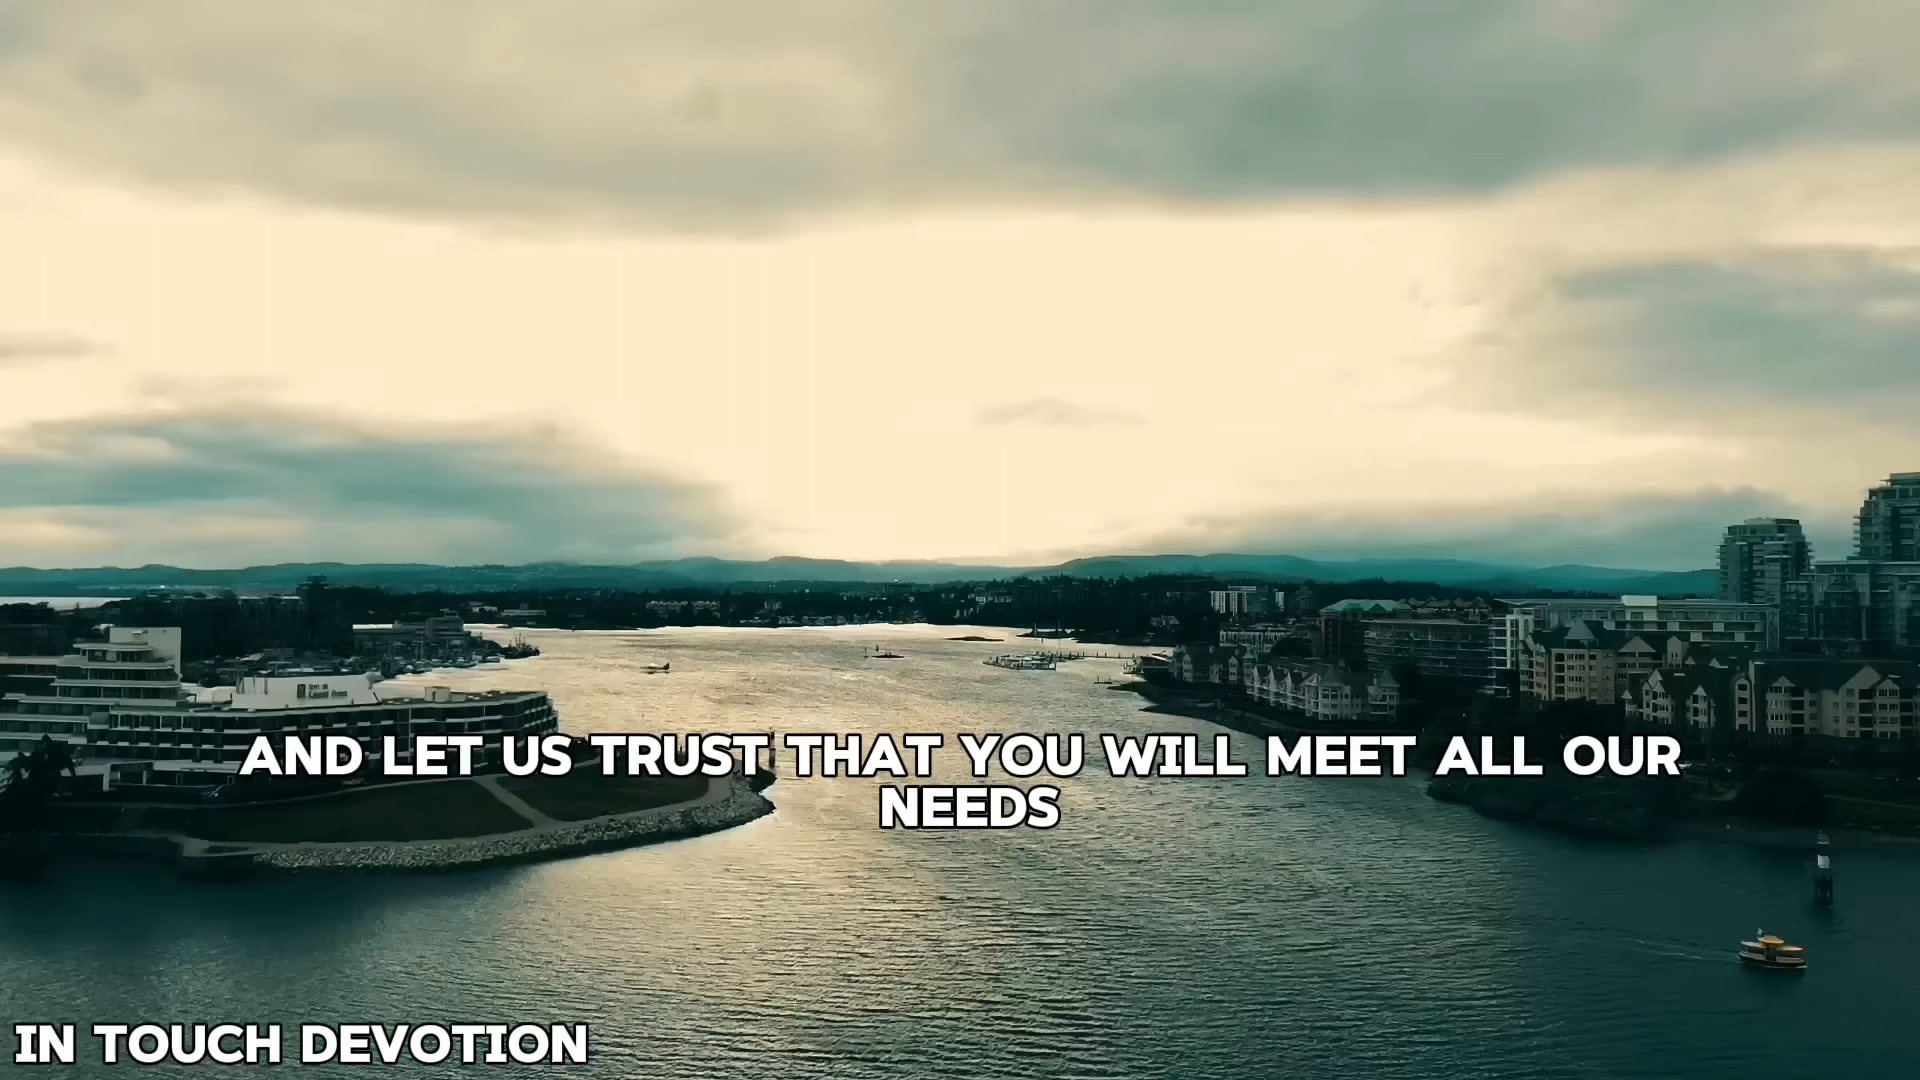 AND LET US TRUST THAT YOU WILL MEET ALL OUR
NEEDS
IN TOUCH DEVOTION